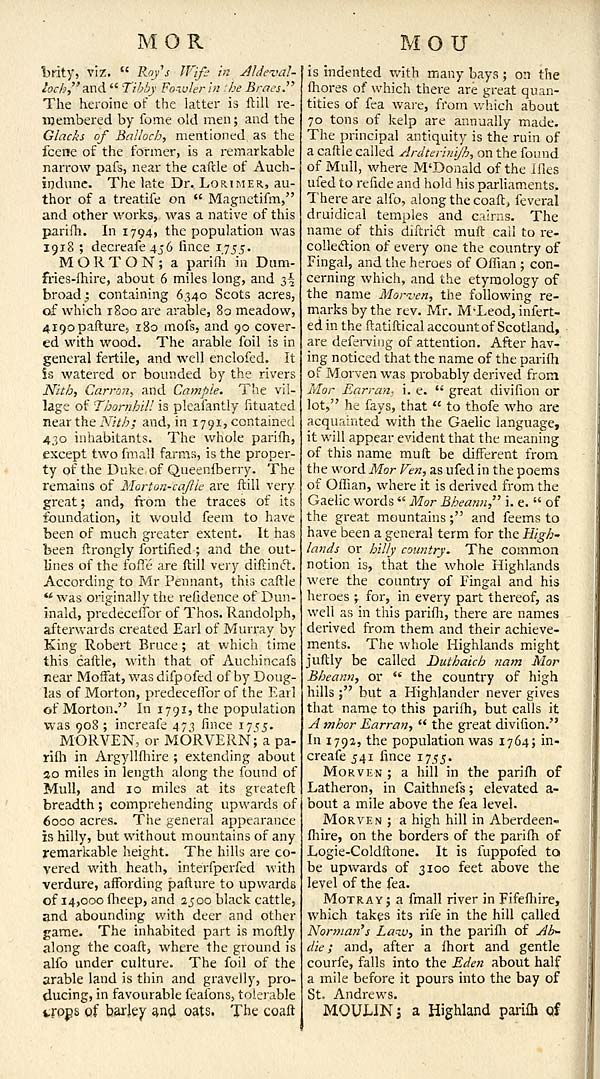 MOR
brity, viz. “ Roy's Wife in Aldeval-
loch,” and “ Tibby Fowler in the Braes.”
The heroine of the latter is ſtill re-
membered by ſome old men; and the
Glacks of Balloch, mentioned as the
ſcene of the former, is a remarkable
narrow paſs, near the caſtle of Auch-
indune. The late Dr. LORIMER, au-
thor of a treatiſe on “ Magnetiſm,”
and other works, was a native of this
pariſh. In 1794, the population was
1918 ; decreaſe 456 ſince 1755.
MORTON; a pariſh in Dum-
fries-ſhire, about 6 miles long, and 3½
broad; containing 6340 Scots acres,
of which 1800 are arable, 80 meadow,
4190 paſture, 180 moſs, and 90 cover-
ed with wood. The arable ſoil is in
general fertile, and well encloſed. It
is watered or bounded by the rivers
Nith, Carron, and Campie. The vil-
lage of Thornhill is pleaſantly ſituated
near the Nith; and, in 1791, contained
430 inhabitants. The whole pariſh,
except two ſmall farms, is the proper-
ty of the Duke of Queenſberry. The
remains of Morton-caſtle are ſtill very
great; and, from the traces of its
foundation, it would ſeem to have
been of much greater extent. It has
been ſtrongly fortified; and the out-
lines of the foſſé are ſtill very diſtinct.
According to Mr Pennant, this caſtle
“ was originally the reſidence of Dun-
inald, predeceſſor of Thos. Randolph,
afterwards created Earl of Murray by
King Robert Bruce; at which time
this caſtle, with that of Auchincaſs
near Moffat, was diſpoſed of by Doug-
las of Morton, predeceſſor of the Earl
of Morton.” In 1791, the population
was 908; increaſe 473 ſince 1755.
MORVEN, or MORVERN; a pa-
riſh in Argyllſhire ; extending about
20 miles in length along the ſound of
Mull, and 10 miles at its greateſt
breadth; comprehending upwards of
6000 acres. The general appearance
is hilly, but without mountains of any
remarkable height. The hills are co-
vered with heath, interſperſed with
verdure, affording paſture to upwards
of 14,000 ſheep, and 2500 black cattle,
and abounding with deer and other
game. The inhabited part is moſtly
along the coaſt, where the ground is
alſo under culture. The ſoil of the
arable land is thin and gravelly, pro-
ducing, in favourable ſeaſons, tolerable
crops of barley and oats. The coaſt
MOU
is indented with many bays; on the
ſhores of which there are great quan-
tities of ſea ware, from which about
70 tons of kelp are annually made.
The principal antiquity is the ruin of
a caſtle called Ardteriniſh, on the ſound
of Mull, where M‘Donald of the Iſles
uſed to reſide and hold his parliaments.
There are alſo, along the coaſt, ſeveral
druidical temples and cairns. The
name of this diſtrict muſt call to re-
collection of every one the country of
Fingal, and the heroes of Oſſian; con-
cerning which, and the etymology of
the name Morven, the following re-
marks by the rev. Mr. M‘Leod, inſert-
ed in the ſtatiſtical account of Scotland,
are deſerving of attention. After hav-
ing noticed that the name of the pariſh
of Morven was probably derived from
Mor Earran, i. e. “ great diviſion or
lot,” he ſays, that “ to thoſe who are
acquainted with the Gaelic language,
it will appear evident that the meaning
of this name muſt be different from
the word Mor Ven, as uſed in the poems
of Oſſian, where it is derived from the
Gaelic words “ Mor Bheann,” i. e. “ of
the great mountains;” and ſeems to
have been a general term for the High-
lands or hilly country. The common
notion is, that the whole Highlands
were the country of Fingal and his
heroes ; for, in every part thereof, as
well as in this pariſh, there are names
derived from them and their achieve-
ments. The whole Highlands might
juſtly be called Duthaich nam Mor
Bheann, or “ the country of high
hills;” but a Highlander never gives
that name to this pariſh, but calls it
A mhor Earran, “ the great diviſion.”
In 1792, the population was 1764; in-
creaſe 541 ſince 1755.
MORVEN; a hill in the pariſh of
Latheron, in Caithneſs; elevated a-
bout a mile above the ſea level.
MORVEN ; a high hill in Aberdeen-
ſhire, on the borders of the pariſh of
Logie-Coldſtone. It is ſuppoſed to
be upwards of 3100 feet above the
level of the ſea.
MOTRAY; a ſmall river in Fifeſhire,
which takes its riſe in the hill called
Norman's Law, in the pariſh of Ab-
die; and, after a ſhort and gentle
courſe, falls into the Eden about half
a mile before it pours into the bay of
St. Andrews.
MOULIN; a Highland pariſh of